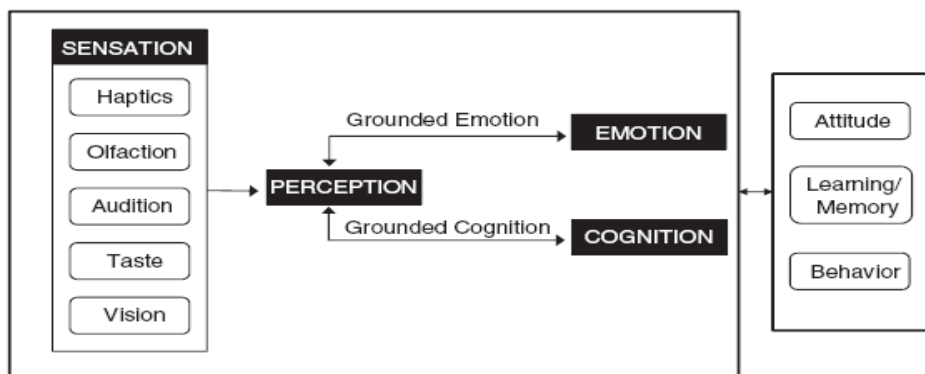 SENSATION
Haptics
Olfaction
Audition
Taste
Vision
PERCEPTION
Grounded Emotion
EMOTION
Grounded Cognition
COGNITION
Attitude
Learning/
Memory
Behavior